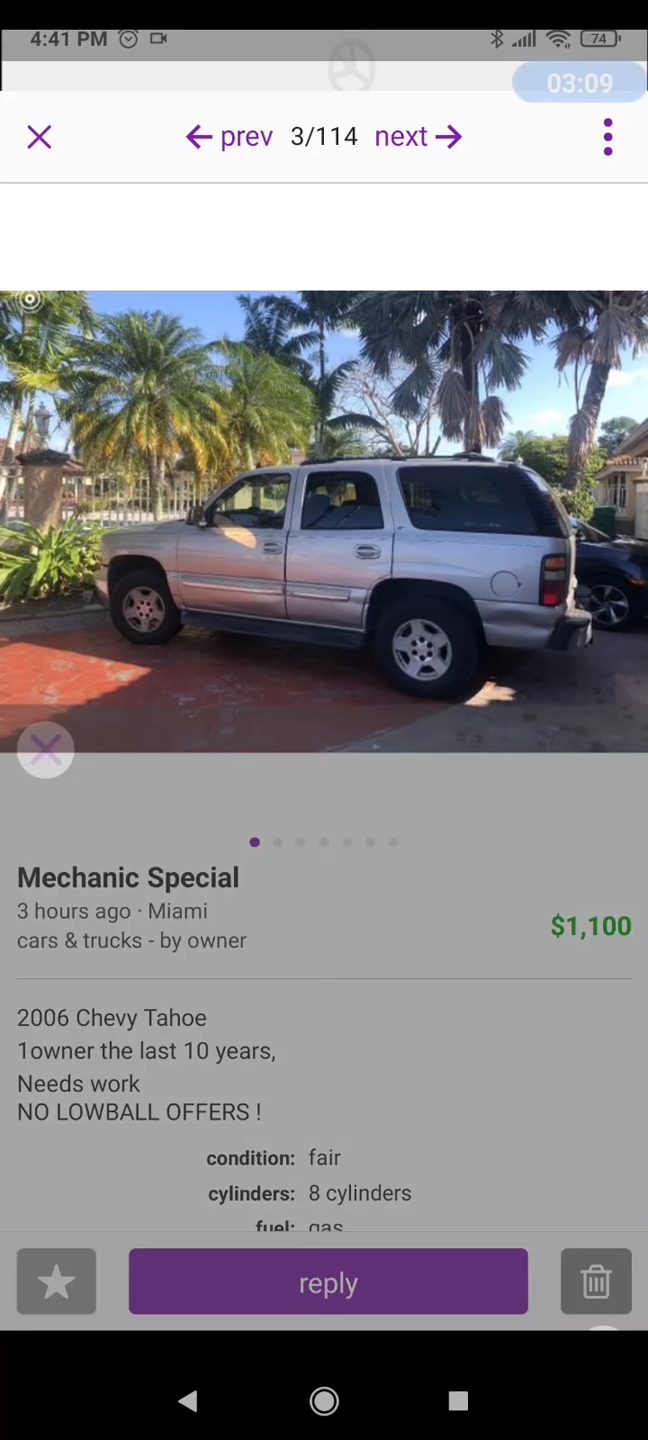 4:41 PM 74
03:09
prev 3/114 next
Mechanic Special
3 hours ago · Miami
$1,100
cars & trucks - by owner
2006 Chevy Tahoe
1owner the last 10 years,
Needs work
NO LOWBALL OFFERS !
condition: fair
cylinders: 8 cylinders
fuel: gas
reply